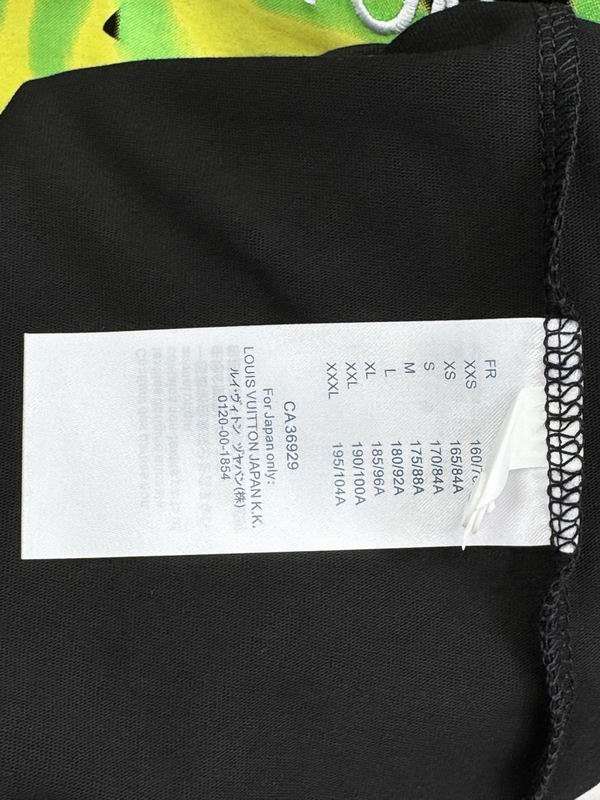 FR
XXS
XS 165/84A
S 170/84A
M 175/88A
L 180/92A
XL 185/96A
XXL 190/100A
XXXL 195/104A
CA36929
For Japan only:
LOUIS VUITTON JAPAN K.K.
ルイ・ヴィトン ジャパン(株)
0120-00-1854